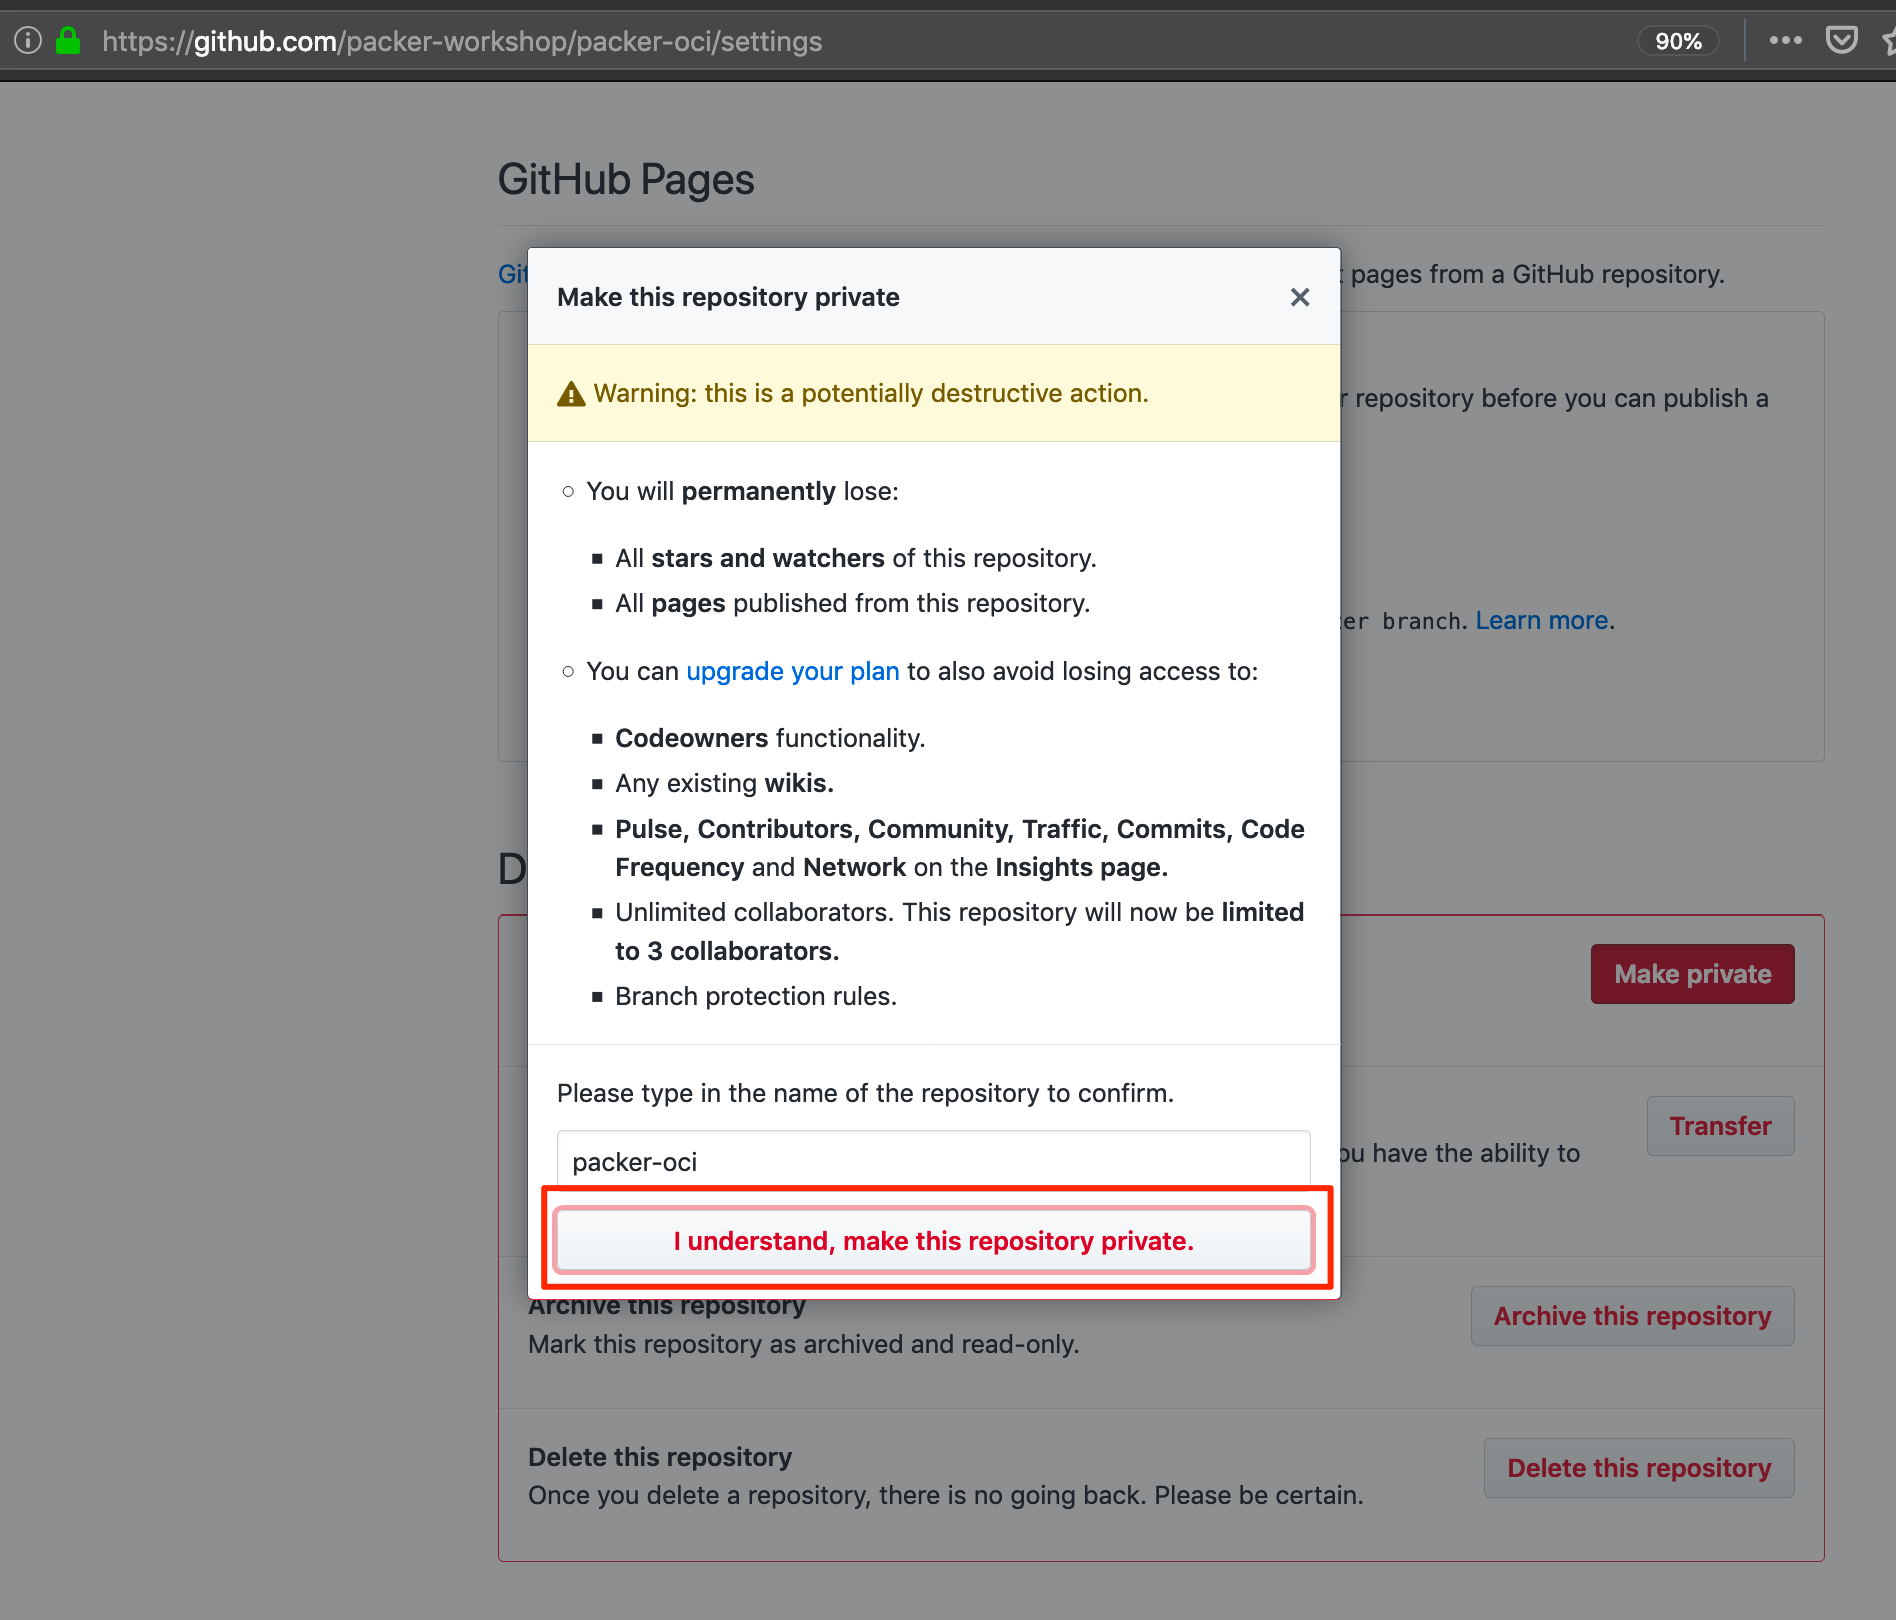 https://github.com/packer-workshop/packer-oci/settings
90%
GitHub Pages
pages from a GitHub repository.
Make this repository private
Warning: this is a potentially destructive action.
repository before you can publish a
You will permanently lose:
All stars and watchers of this repository.
All pages published from this repository.
branch. Learn more.
You can upgrade your plan to also avoid losing access to:
Codeowners functionality.
Any existing wikis.
Pulse, Contributors, Community, Traffic, Commits, Code
Frequency and Network on the Insights page.
Unlimited collaborators. This repository will now be limited
to 3 collaborators.
Branch protection rules.
Make private
Please type in the name of the repository to confirm.
Transfer
have the ability to
packer-oci
I understand, make this repository private.
Archive this repository
Archive this repository
Mark this repository as archived and read-only.
Delete this repository
Delete this repository
Once you delete a repository, there is no going back. Please be certain.